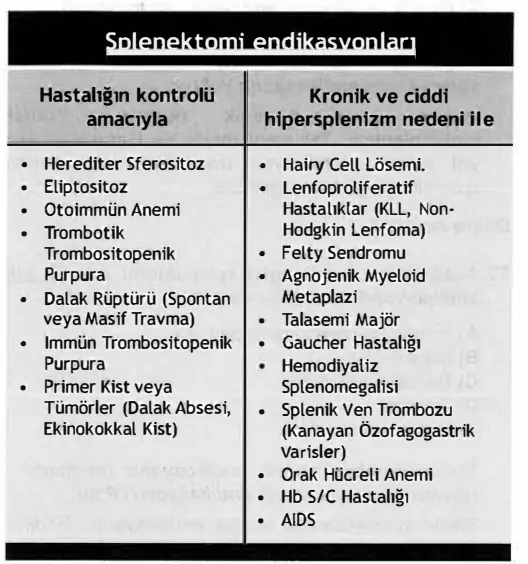 Splenektomi endikasyonları
Hastalığın kontrolü
amacıyla
Herediter Sferositoz
Eliptositoz
Otoimmün Anemi
Trombotik
Trombositopenik
Purpura
Dalak Rüptürü (Spontan
veya Masif Travma)
Immün Trombositopenik
Purpura
Primer Kist veya
Tümörler (Dalak Absesi,
Ekinokokkal Kist)
Kronik ve ciddi
hipersplenizm nedeni ile
Hairy Cell Lösemi.
Lenfoproliferatif
Hastalıklar (KLL, Non-
Hodgkin Lenfoma)
Felty Sendromu
Agnojenik Myeloid
Metaplazi
Talasemi Majör
Gaucher Hastalığı
Hemodiyaliz
Splenomegalisi
Splenik Ven Trombozu
(Kanayan Özofagogastrik
Varisler)
Orak Hücreli Anemi
Hb S/C Hastalığı
AIDS